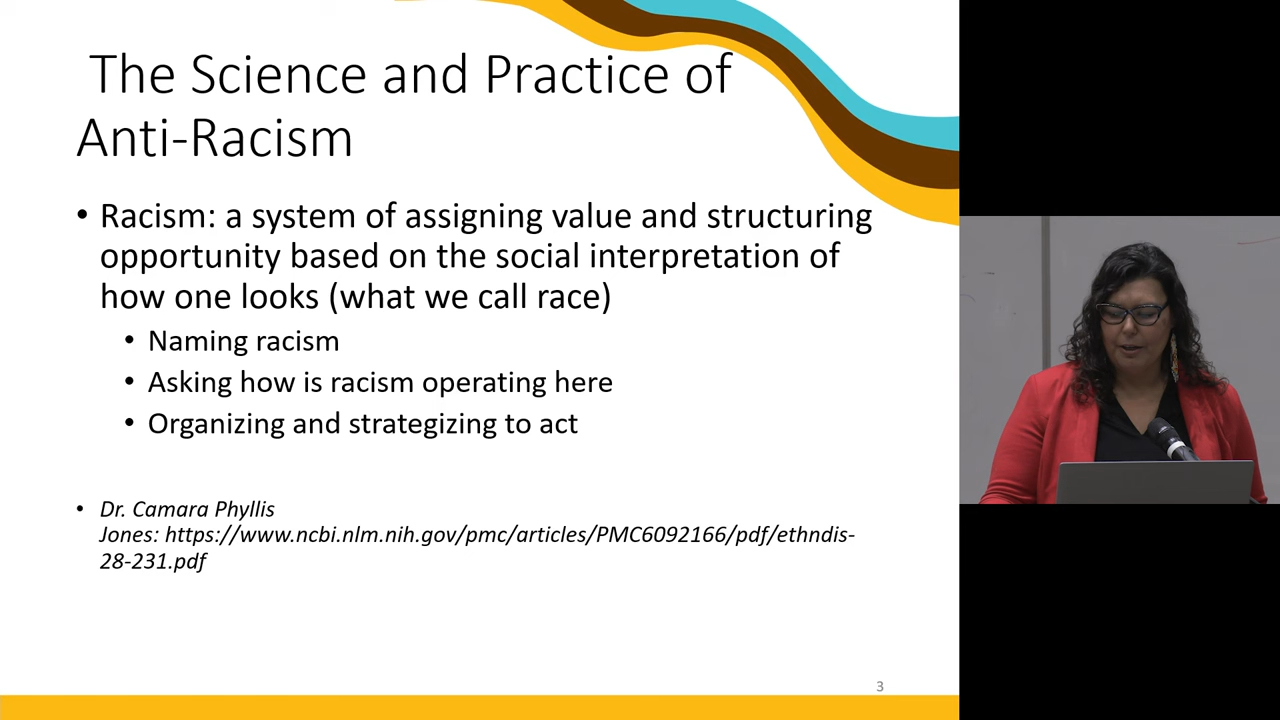 The Science and Practice of
Anti-Racism
• Racism: a system of assigning value and structuring
opportunity based on the social interpretation of
how one looks (what we call race)
• Naming racism
• Asking how is racism operating here
• Organizing and strategizing to act
• Dr. Camara Phyllis
Jones: https://www.ncbi.nlm.nih.gov/pmc/articles/PMC6092166/pdf/ethndis-
28-231.pdf
3